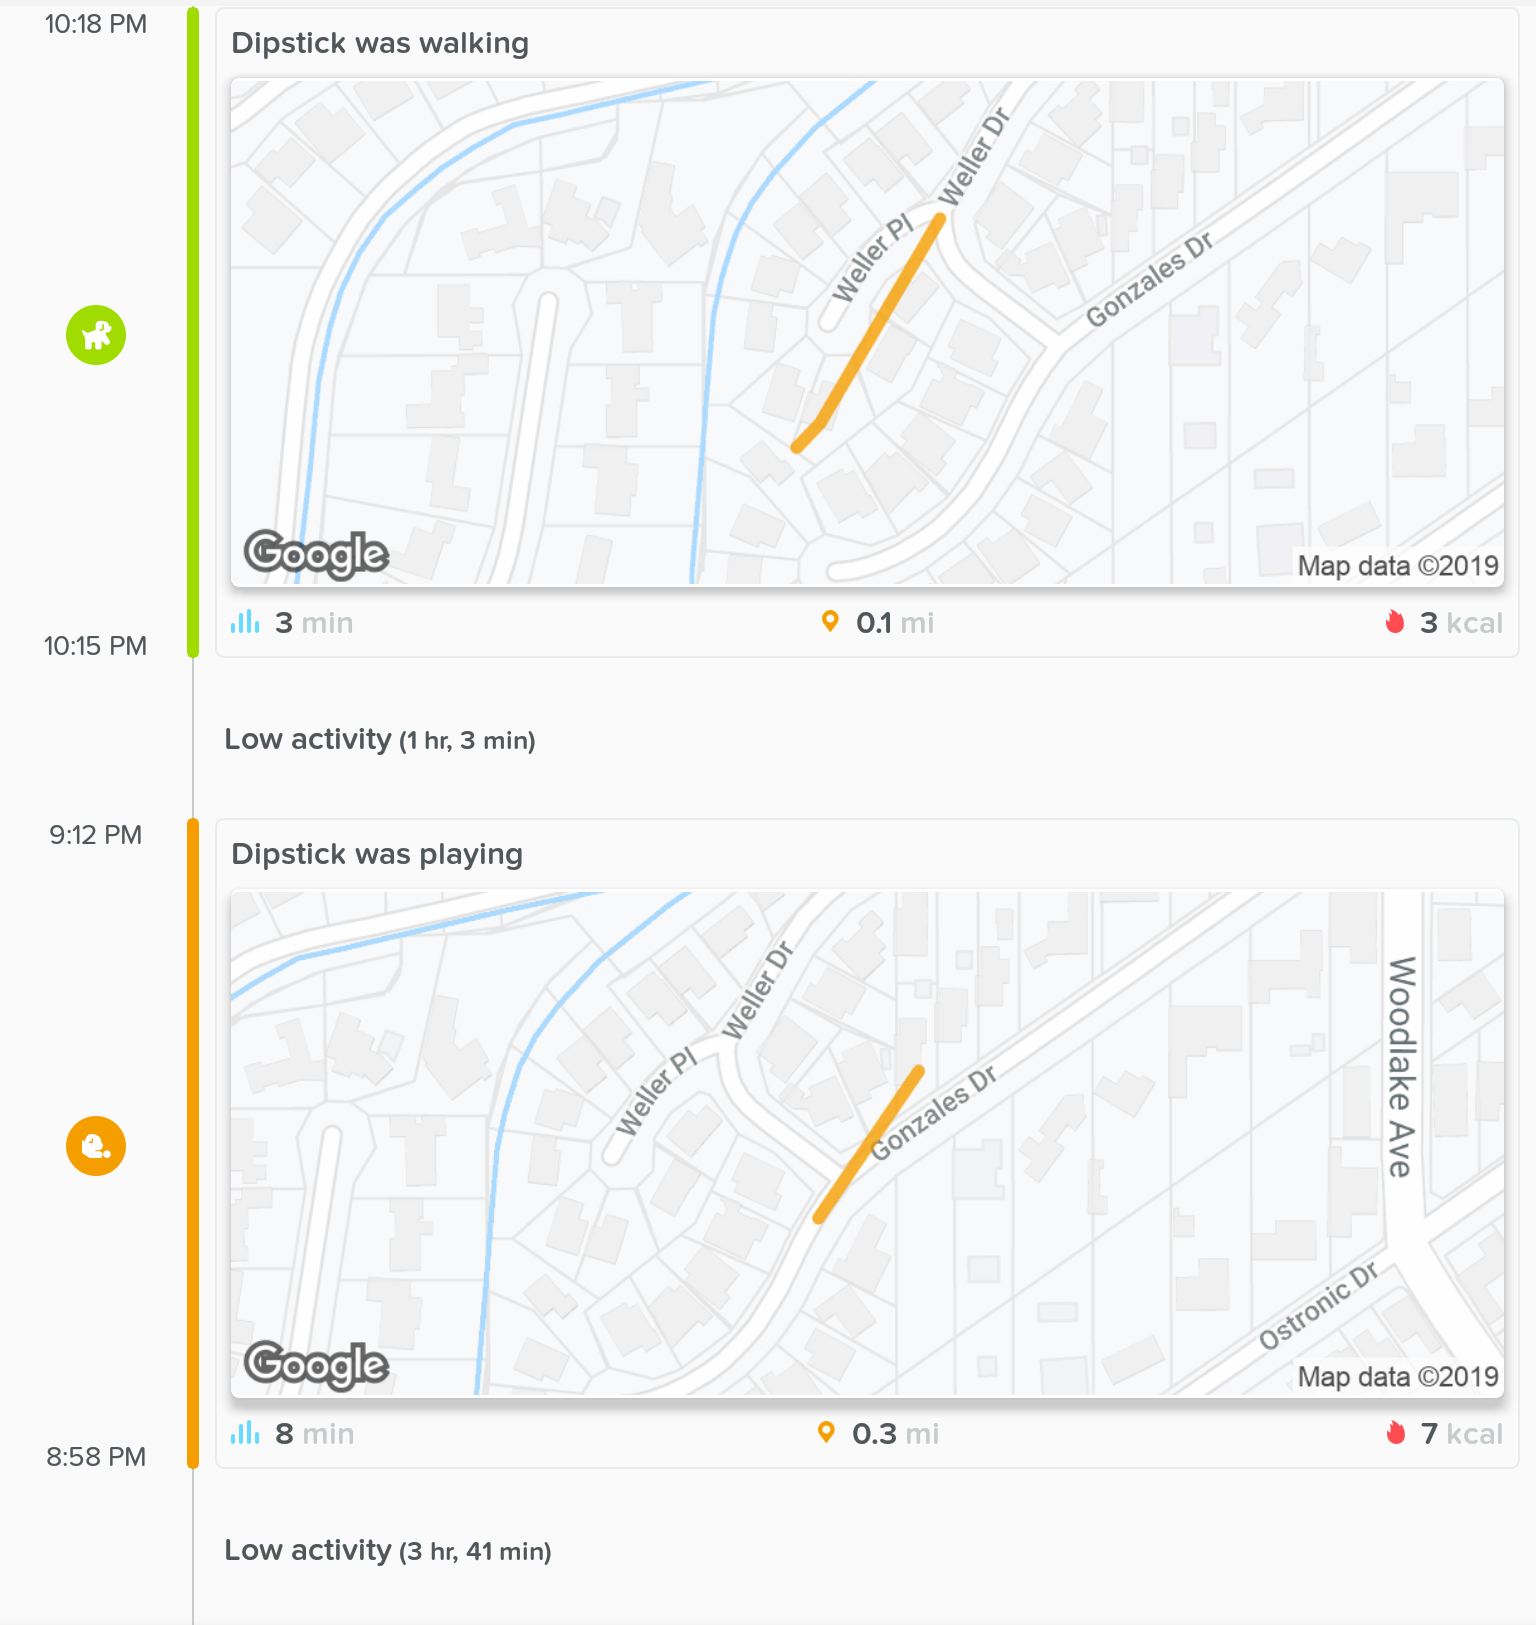 10:18 PM
Dipstick was walking
Weller Dr
Weller Pl
Gonzales Dr
Google
Map data ©2019
3 min
0.1 mi
3 kcal
10:15 PM
Low activity (1 hr, 3 min)
9:12 PM
Dipstick was playing
Weller Dr
Weller Pl
Gonzales Dr
Woodlake Ave
Ostronic Dr
Google
Map data ©2019
8 min
0.3 mi
7 kcal
8:58 PM
Low activity (3 hr, 41 min)